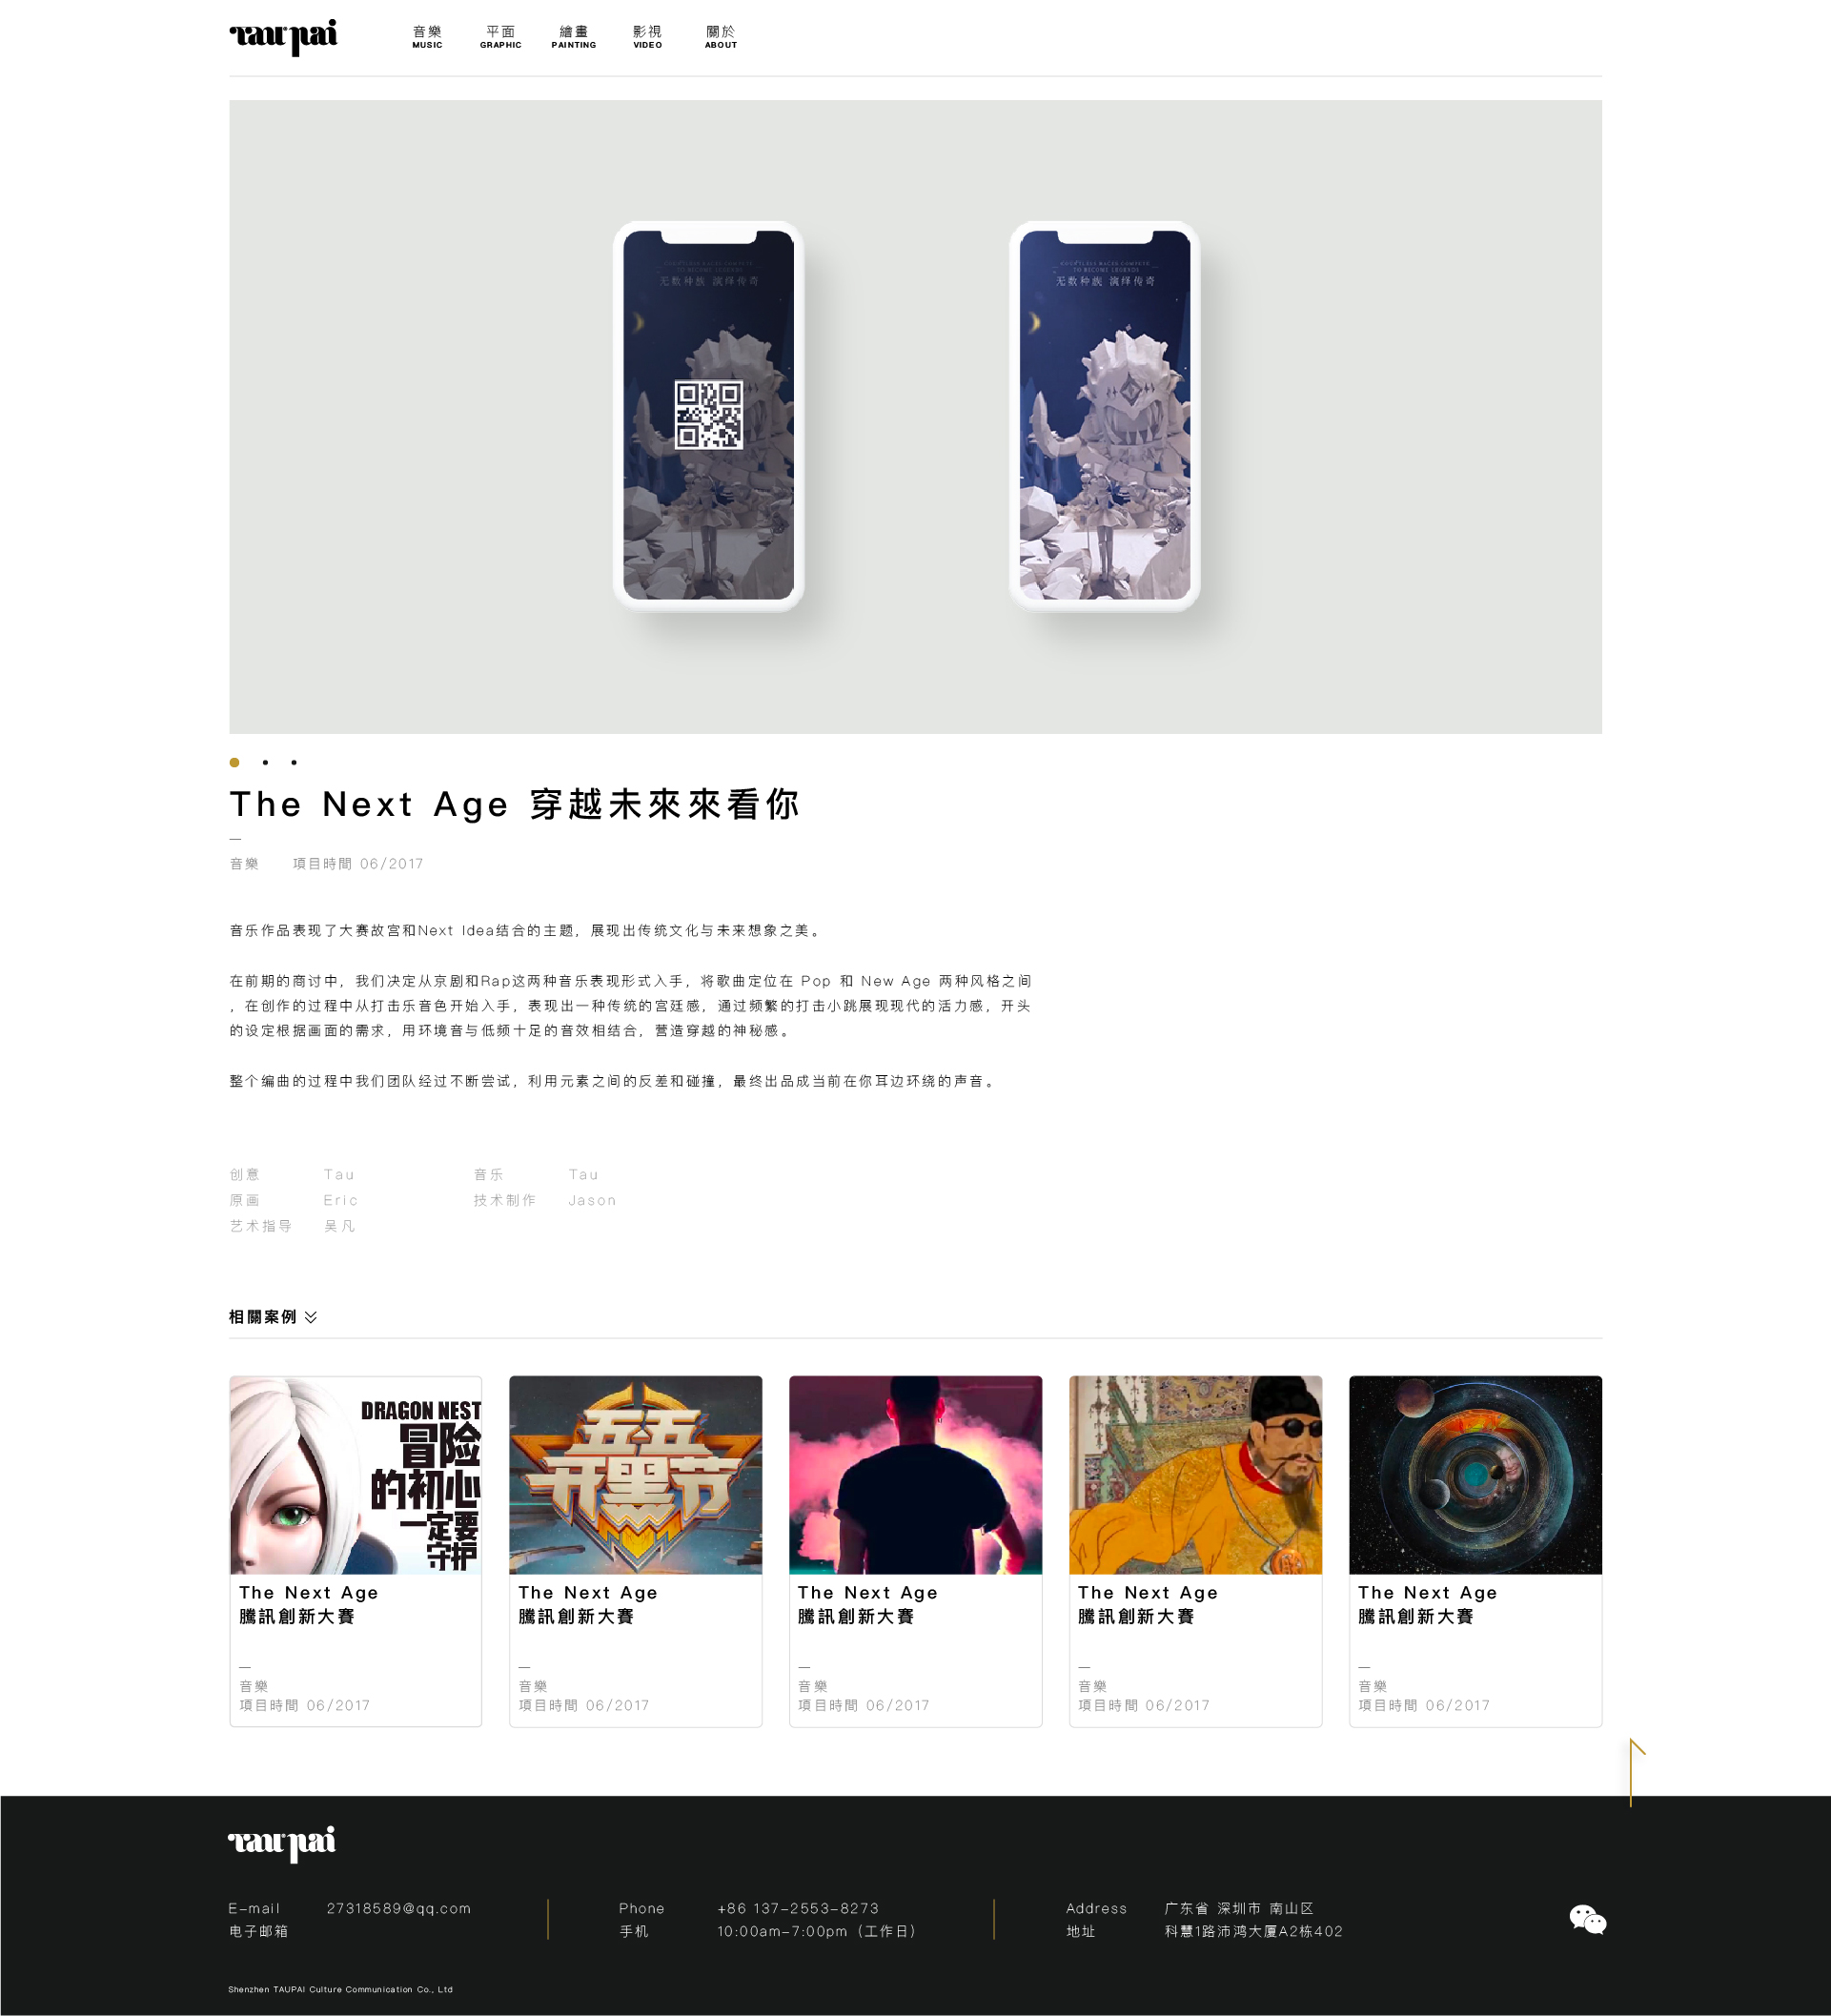 taupai
音樂 平面 繪畫 影視 關於
MUSIC GRAPHIC PAINTING VIDEO ABOUT
COUNTLESS RACES COMPETE
TO BECOME LEGENDS
无数种族 演绎传奇
COUNTLESS RACES COMPETE
TO BECOME LEGENDS
无数种族 演绎传奇
The Next Age 穿越未來來看你
音樂 項目時間 06/2017
音乐作品表现了大赛故宫和Next Idea结合的主题，展现出传统文化与未来想象之美。
在前期的商讨中，我们决定从京剧和Rap这两种音乐表现形式入手，将歌曲定位在 Pop 和 New Age 两种风格之间
，在创作的过程中从打击乐音色开始入手，表现出一种传统的宫廷感，通过频繁的打击小跳展现现代的活力感，开头
的设定根据画面的需求，用环境音与低频十足的音效相结合，营造穿越的神秘感。
整个编曲的过程中我们团队经过不断尝试，利用元素之间的反差和碰撞，最终出品成当前在你耳边环绕的声音。
创意 Tau 音乐 Tau
原画 Eric 技术制作 Jason
艺术指导 吴凡
相關案例
DRAGON NEST
冒险
的初心
一定要
守护
The Next Age
騰訊創新大賽
音樂
項目時間 06/2017
五五
开黑节
The Next Age
騰訊創新大賽
音樂
項目時間 06/2017
The Next Age
騰訊創新大賽
音樂
項目時間 06/2017
The Next Age
騰訊創新大賽
音樂
項目時間 06/2017
The Next Age
騰訊創新大賽
音樂
項目時間 06/2017
taupai
E-mail 27318589@qq.com
电子邮箱
Phone +86 137-2553-8273
手机 10:00am-7:00pm（工作日）
Address 广东省 深圳市 南山区
地址 科慧1路沛鸿大厦A2栋402
Shenzhen TAUPAI Culture Communication Co., Ltd